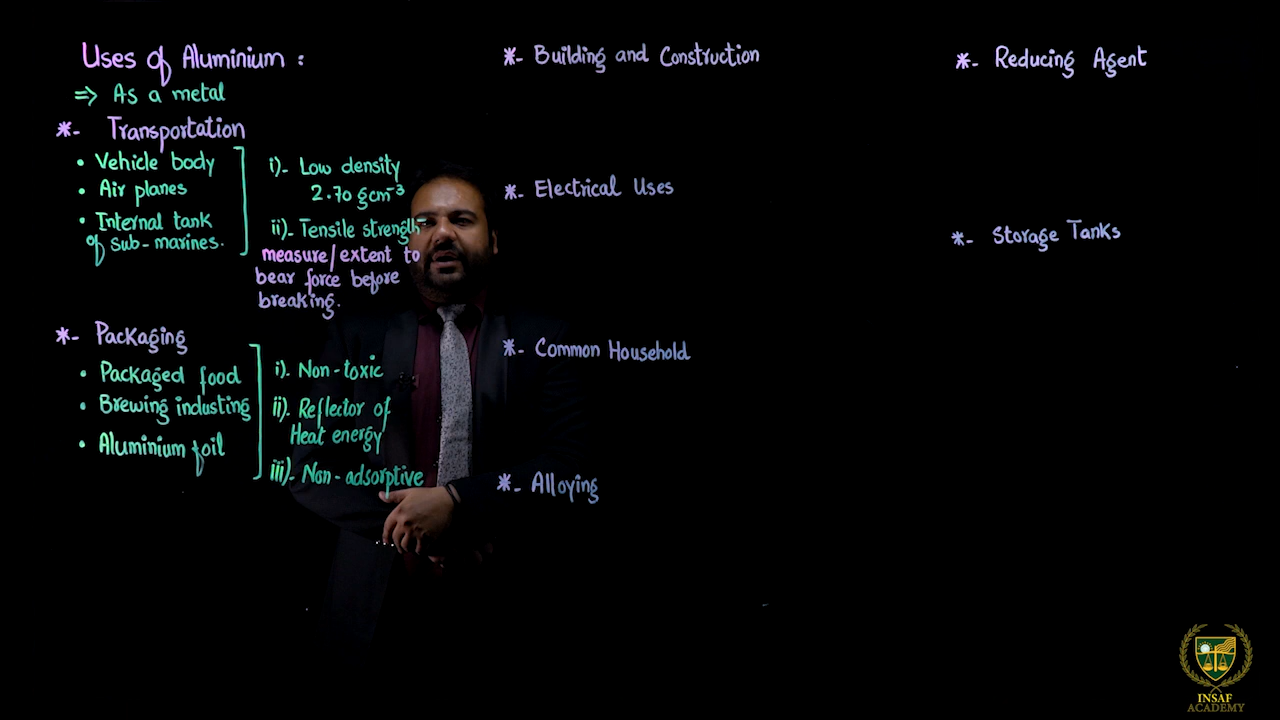 Uses of Aluminium :
⇒ As a metal
*- Transportation
• Vehicle body
• Air planes
• Internal tank
of sub-marines.
i)- Low density
2.70 gcm⁻³
ii)- Tensile strength
measure/extent to
bear force before
breaking.
*- Packaging
• Packaged food
• Brewing industing
• Aluminium foil
i)- Non-toxic
ii)- Reflector of
Heat energy
iii)- Non-adsorptive
*- Building and Construction
*- Electrical Uses
*- Common Household
*- Alloying
*- Reducing Agent
*- Storage Tanks
INSAF
ACADEMY